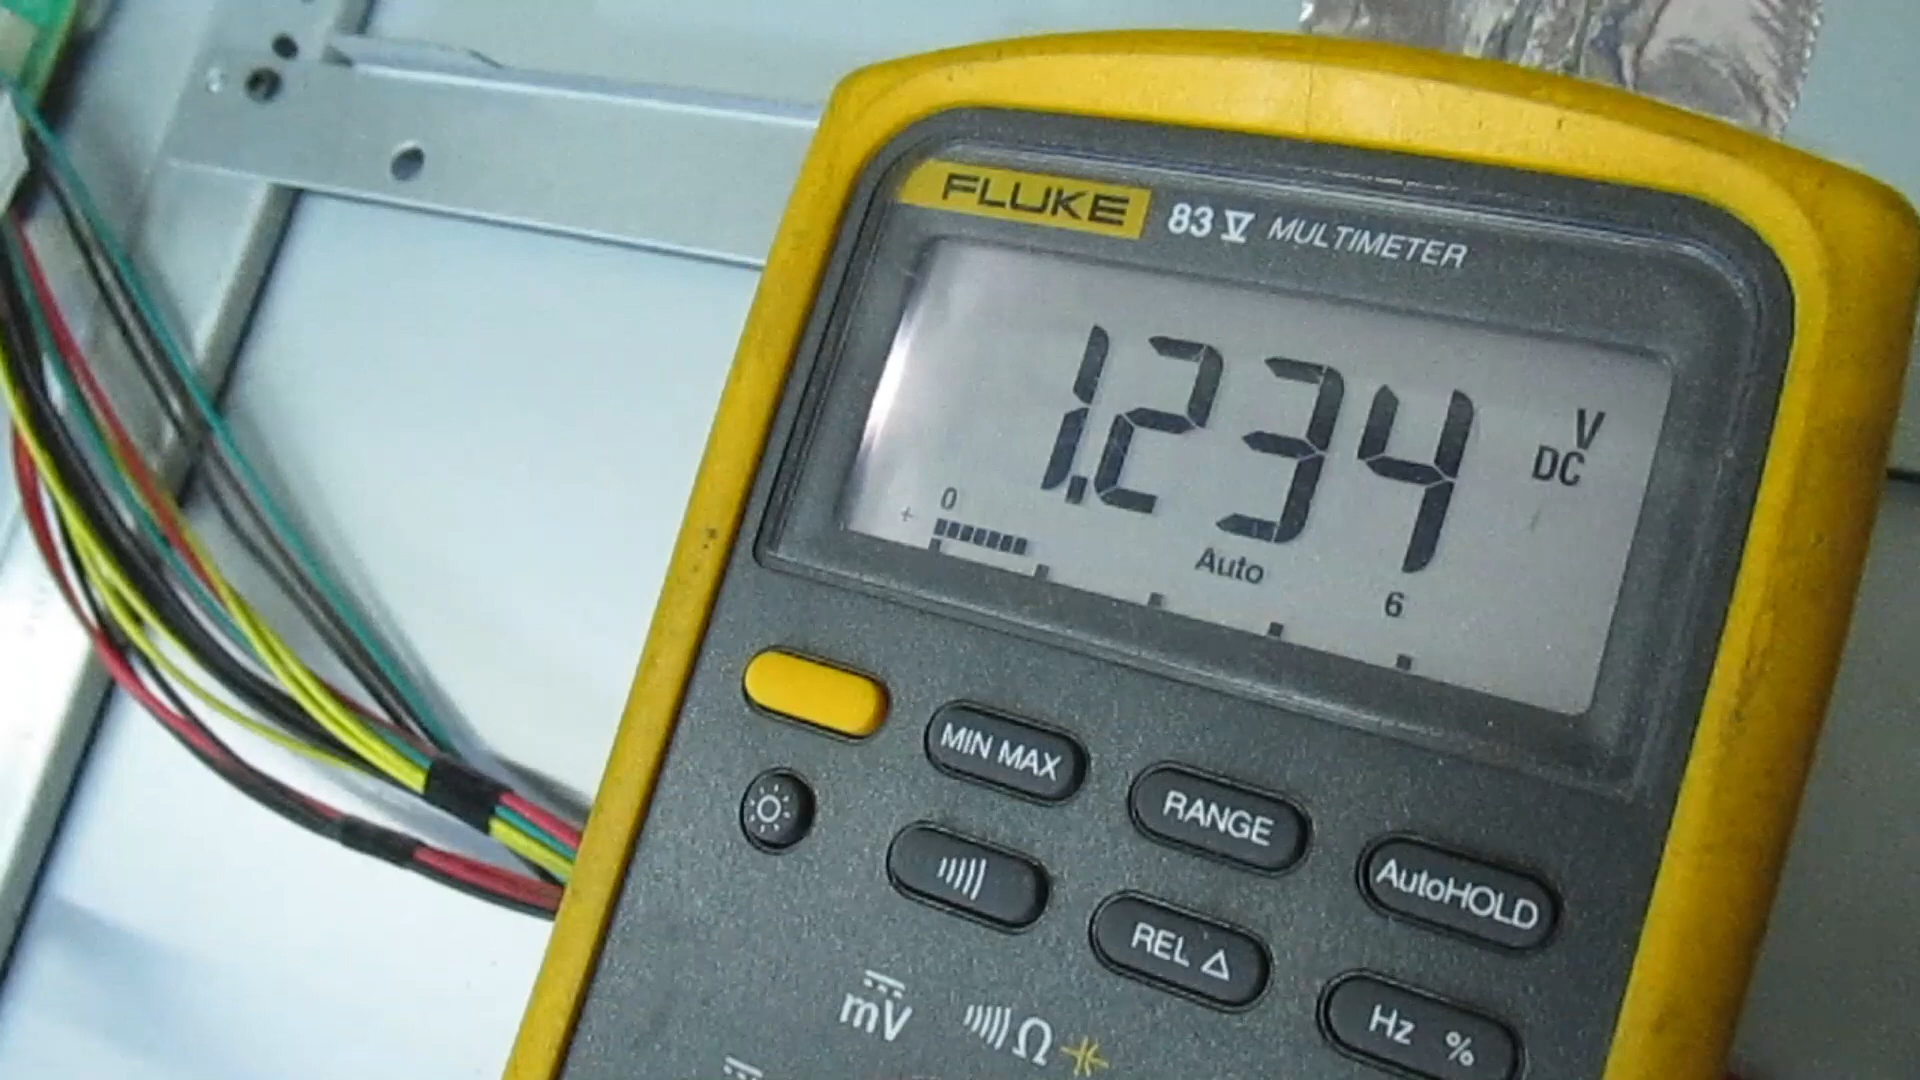 FLUKE 83 V MULTIMETER
1.234 V DC
+ 0
Auto
6
MIN MAX
RANGE
AutoHOLD
REL Δ
Hz %
mV Ω